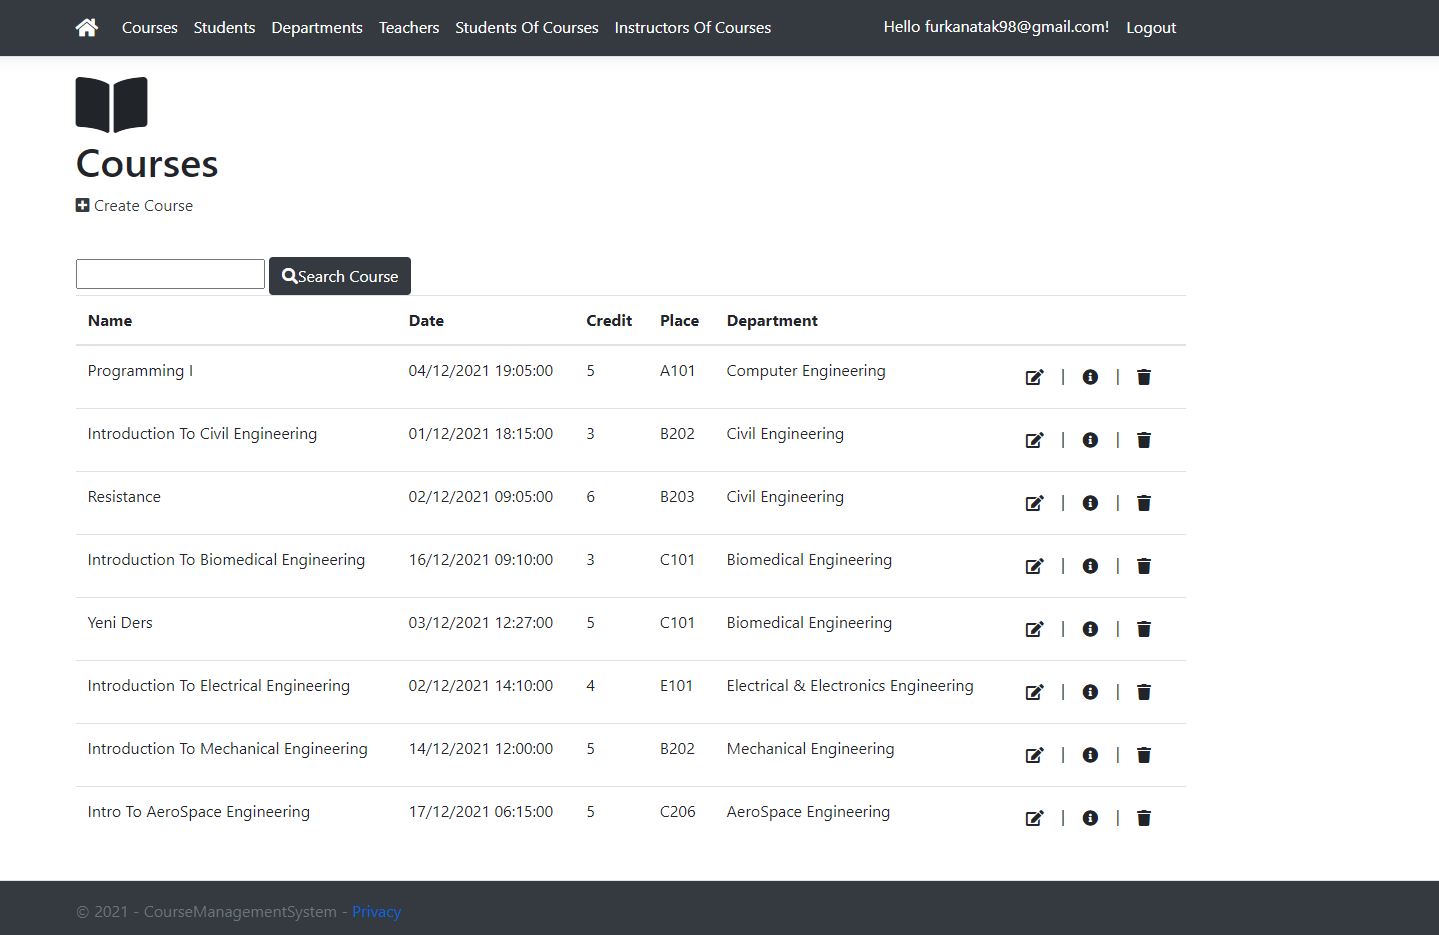 Courses Students Departments Teachers Students Of Courses Instructors Of Courses Hello furkanatak98@gmail.com! Logout
Courses
Create Course
Search Course
Name Date Credit Place Department
Programming I 04/12/2021 19:05:00 5 A101 Computer Engineering | |
Introduction To Civil Engineering 01/12/2021 18:15:00 3 B202 Civil Engineering | |
Resistance 02/12/2021 09:05:00 6 B203 Civil Engineering | |
Introduction To Biomedical Engineering 16/12/2021 09:10:00 3 C101 Biomedical Engineering | |
Yeni Ders 03/12/2021 12:27:00 5 C101 Biomedical Engineering | |
Introduction To Electrical Engineering 02/12/2021 14:10:00 4 E101 Electrical & Electronics Engineering | |
Introduction To Mechanical Engineering 14/12/2021 12:00:00 5 B202 Mechanical Engineering | |
Intro To AeroSpace Engineering 17/12/2021 06:15:00 5 C206 AeroSpace Engineering | |
© 2021 - CourseManagementSystem - Privacy